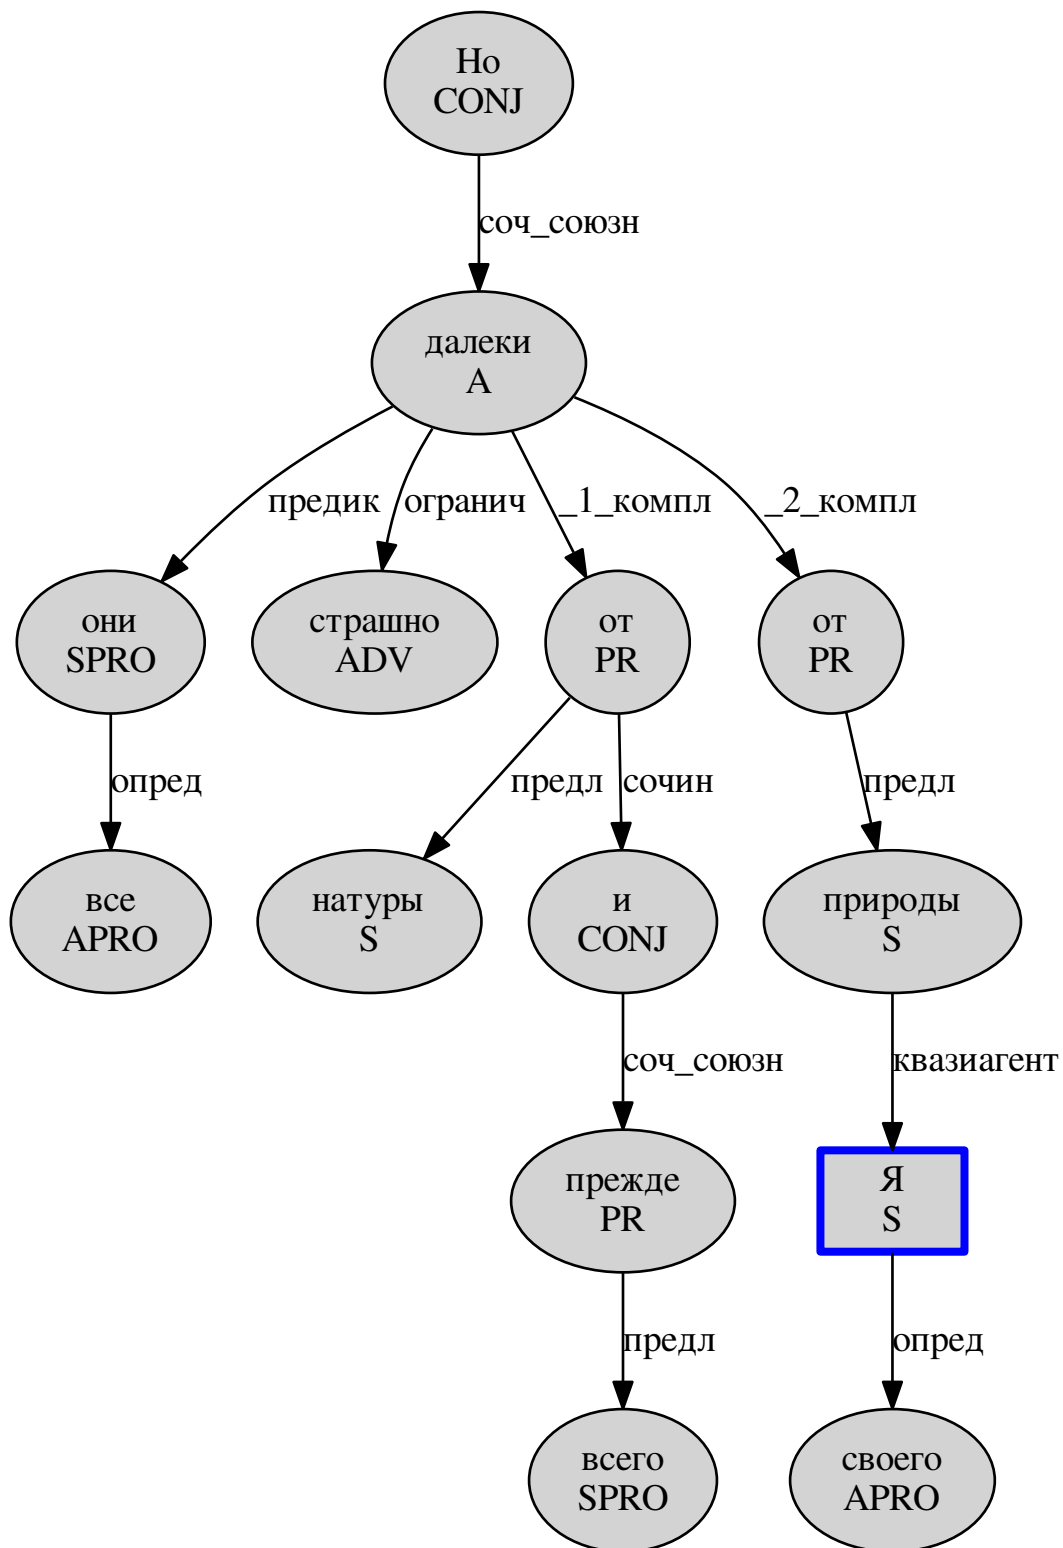 Но
CONJ
соч_союзн
далеки
A
предик
огранич
_1_компл
_2_компл
они
SPRO
страшно
ADV
от
PR
от
PR
опред
предл
сочин
предл
все
APRO
натуры
S
и
CONJ
природы
S
соч_союзн
квазиагент
прежде
PR
Я
S
предл
опред
всего
SPRO
своего
APRO